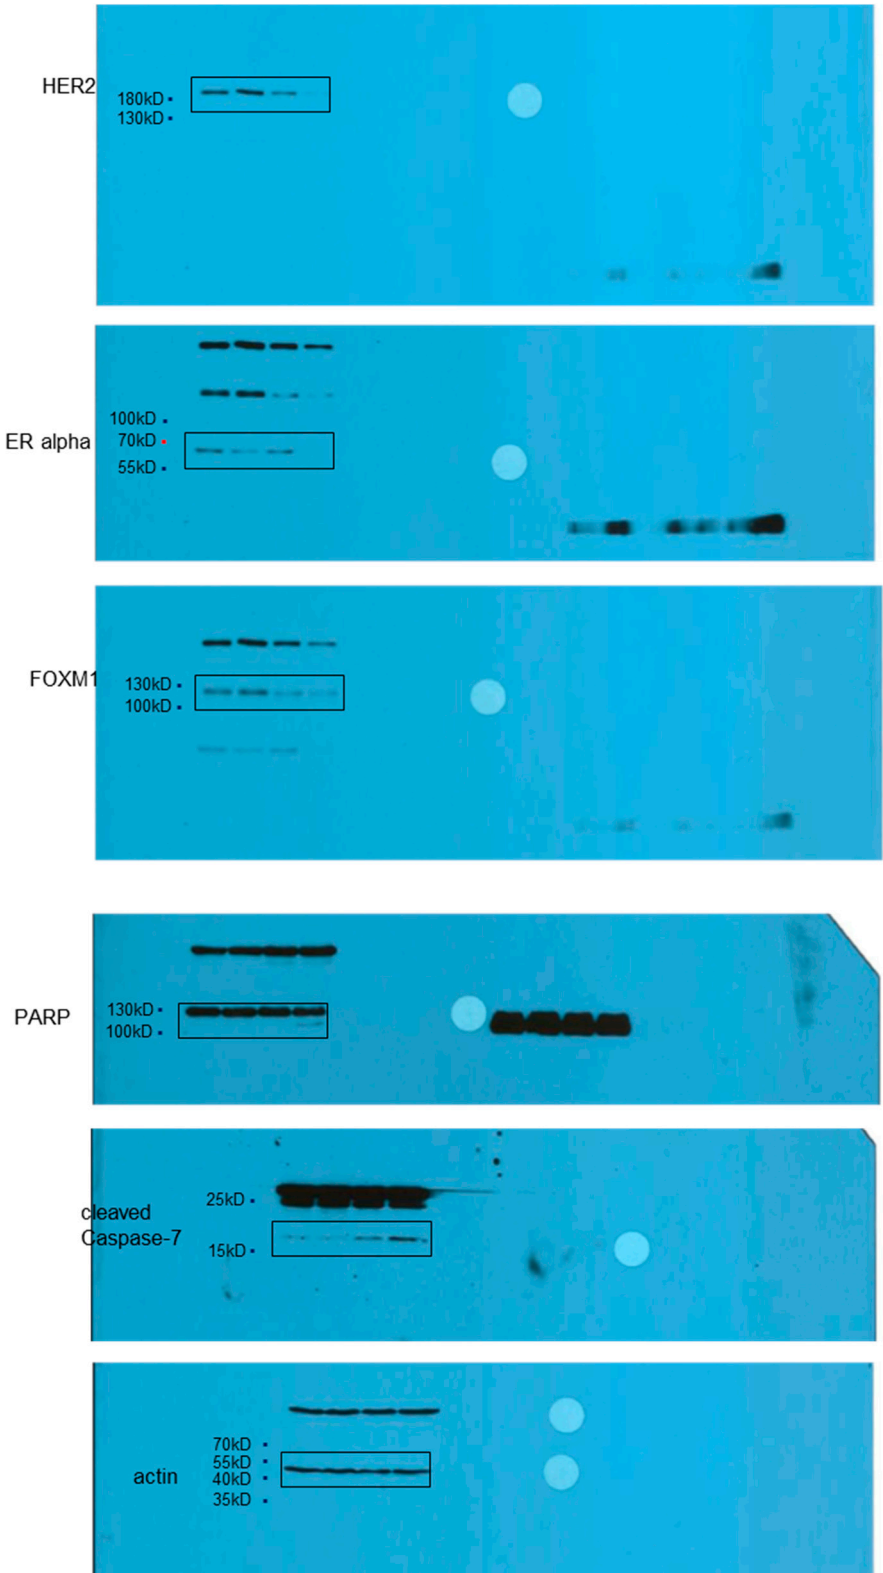 HER2
180kD
130kD
100kD
ER alpha
70kD
55kD
FOXM1
130kD
100kD
PARP
130kD
100kD
25kD
cleaved
Caspase-7
15kD
70kD
55kD
actin
40kD
35kD